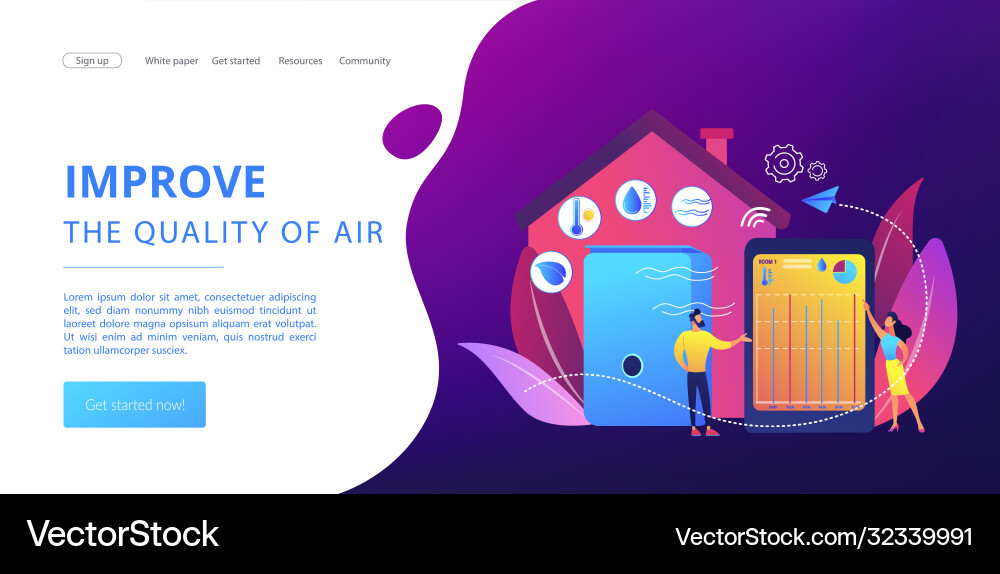 Sign up
White paper
Get started
Resources
Community
IMPROVE
THE QUALITY OF AIR
Lorem ipsum dolor sit amet, consectetuer adipiscing
elit, sed diam nonummy nibh euismod tincidunt ut
laoreet dolore magna opsisum aliquam erat volutpat.
Ut wisi enim ad minim veniam, quis nostrud exerci
tation ullamcorper susciex.
Get started now!
ROOM 1
VectorStock
VectorStock.com/32339991